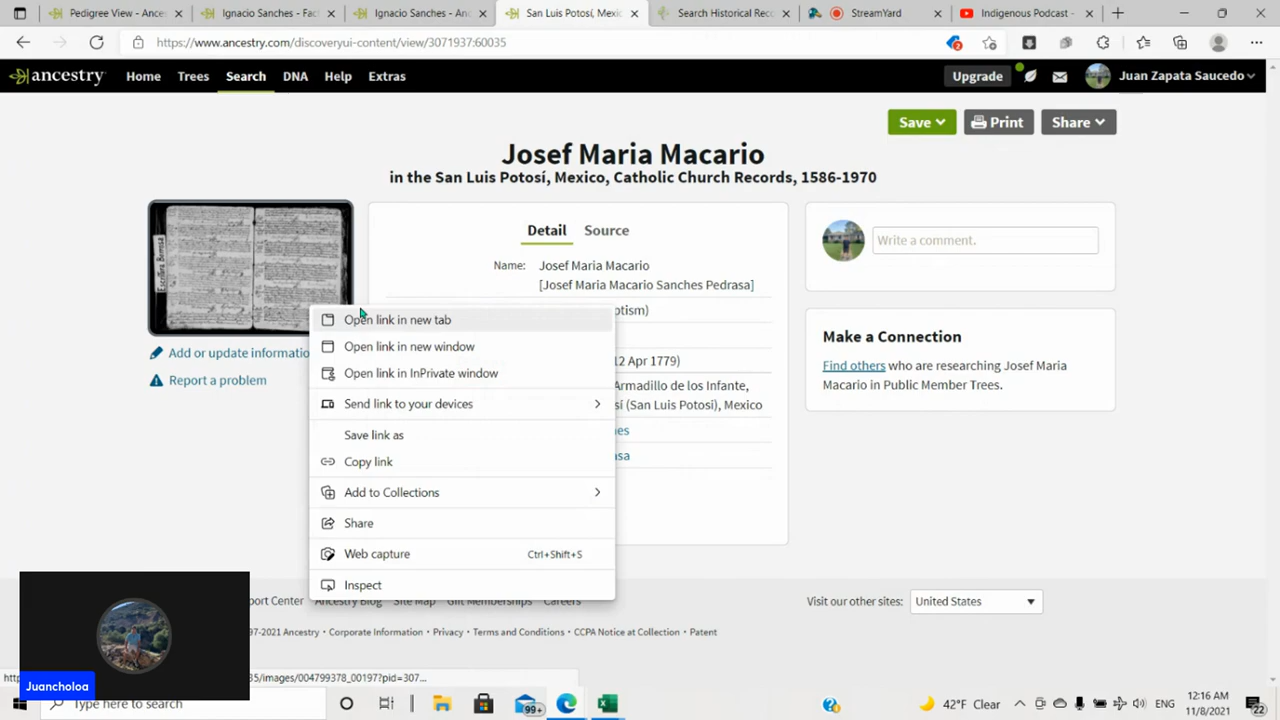 Pedigree View - Ances
Ignacio Sanches - Fac
Ignacio Sanches - Anc
San Luis Potosí, Mexic
Search Historical Reco
StreamYard
Indigenous Podcast -
https://www.ancestry.com/discoveryui-content/view/3071937:60035
2
ancestry
Home
Trees
Search
DNA
Help
Extras
Upgrade
Juan Zapata Saucedo
Save
Print
Share
Josef Maria Macario
in the San Luis Potosí, Mexico, Catholic Church Records, 1586-1970
Detail
Source
Write a comment.
Name:
Josef Maria Macario
[Josef Maria Macario Sanches Pedrasa]
ptism)
12 Apr 1779)
Armadillo de los Infante,
sí (San Luis Potosi), Mexico
es
sa
Add or update informatio
Report a problem
Make a Connection
Find others who are researching Josef Maria
Macario in Public Member Trees.
Open link in new tab
Open link in new window
Open link in InPrivate window
Send link to your devices
Save link as
Copy link
Add to Collections
Share
Web capture
Ctrl+Shift+S
Inspect
port Center
Ancestry Blog
Site Map
Gift Memberships
Careers
Visit our other sites:
United States
97-2021 Ancestry
• Corporate Information • Privacy • Terms and Conditions • CCPA Notice at Collection • Patent
Juancholoa
35/images/004799378_00197?pid=307...
Type here to search
99+
42°F Clear
ENG
12:16 AM
11/8/2021
22